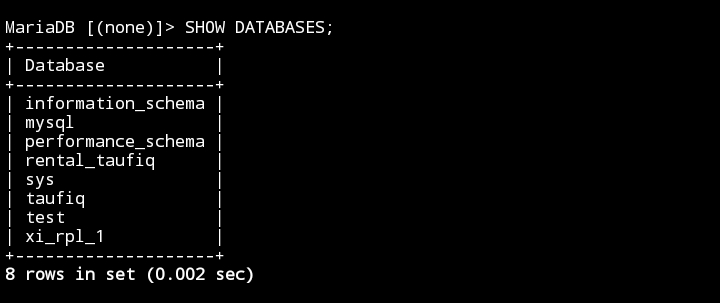 MariaDB [(none)]> SHOW DATABASES;
+--------------------+
| Database           |
+--------------------+
| information_schema |
| mysql              |
| performance_schema |
| rental_taufiq      |
| sys                |
| taufiq             |
| test               |
| xi_rpl_1           |
+--------------------+
8 rows in set (0.002 sec)